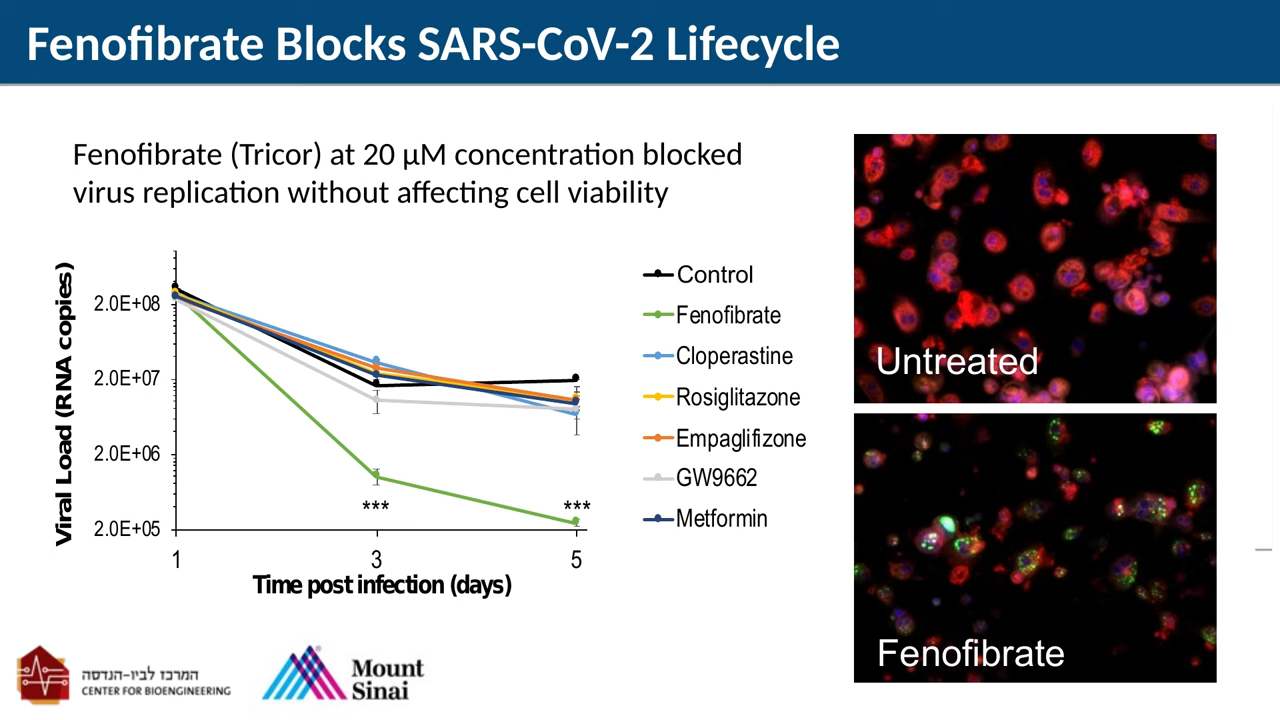 Fenofibrate Blocks SARS-CoV-2 Lifecycle
Fenofibrate (Tricor) at 20 µM concentration blocked
virus replication without affecting cell viability
Viral Load (RNA copies)
2.0E+08
2.0E+07
2.0E+06
2.0E+05
***
***
1
3
5
Time post infection (days)
Control
Fenofibrate
Cloperastine
Rosiglitazone
Empaglifizone
GW9662
Metformin
Untreated
Fenofibrate
המרכז לביו-הנדסה
CENTER FOR BIOENGINEERING
Mount
Sinai